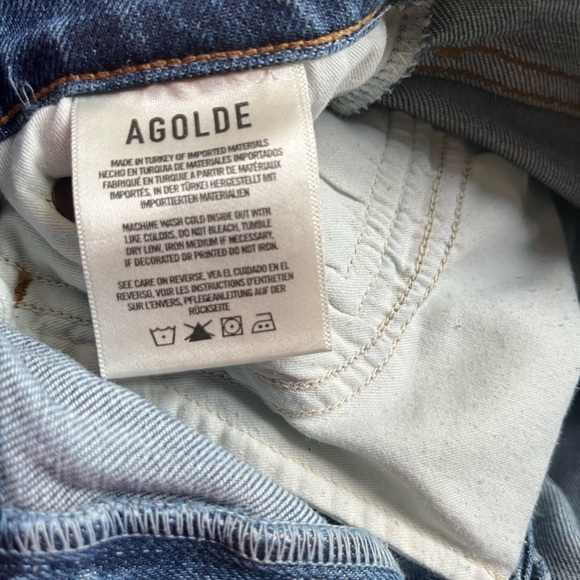 AGOLDE
MADE IN TURKEY OF IMPORTED MATERIALS
HECHO EN TURQUIA DE MATERIALES IMPORTADOS
FABRIQUÉ EN TURQUIE A PARTIR DE MATÉRIAUX
IMPORTÉS, IN DER TÜRKEI HERGESTELLT MIT
IMPORTIERTEN MATERIALIEN
MACHINE WASH COLD INSIDE OUT WITH
LIKE COLORS, DO NOT BLEACH, TUMBLE
DRY LOW, IRON MEDIUM IF NECESSARY.
IF DECORATED OR PRINTED DO NOT IRON.
SEE CARE ON REVERSE, VEA EL CUIDADO EN EL
REVERSO, VOIR LES INSTRUCTIONS D'ENTRETIEN
SUR L'ENVERS, PFLEGEANLEITUNG AUF DER
RÜCKSEITE